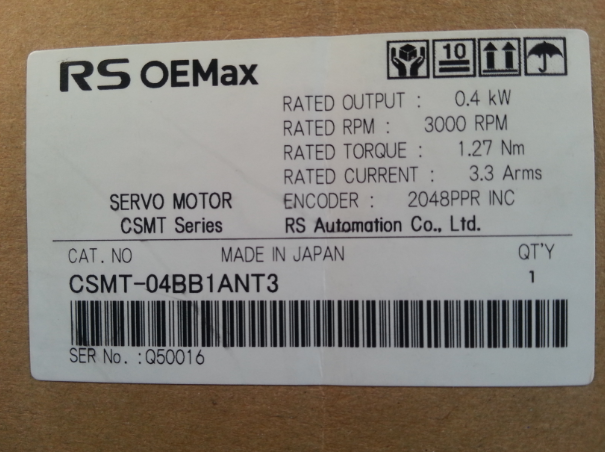 RS OEMax
10
RATED OUTPUT : 0.4 kW
RATED RPM : 3000 RPM
RATED TORQUE : 1.27 Nm
RATED CURRENT : 3.3 Arms
SERVO MOTOR ENCODER : 2048PPR INC
CSMT Series RS Automation Co., Ltd.
CAT. NO MADE IN JAPAN QT'Y
CSMT-04BB1ANT3 1
SER No. :Q50016